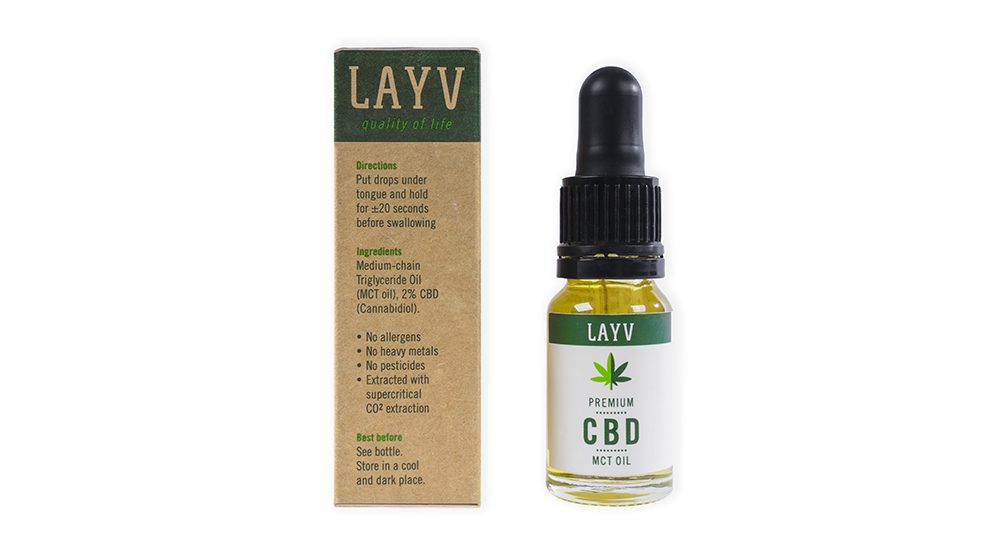 LAYV
quality of life
Directions
Put drops under
tongue and hold
for ±20 seconds
before swallowing
Ingredients
Medium-chain
Triglyceride Oil
(MCT oil), 2% CBD
(Cannabidiol).
• No allergens
• No heavy metals
• No pesticides
• Extracted with
supercritical
CO² extraction
Best before
See bottle.
Store in a cool
and dark place.
LAYV
PREMIUM
CBD
MCT OIL